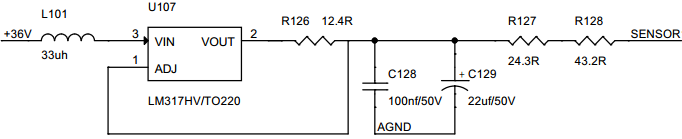 L101
U107
R126 12.4R
R127
R128
+36V
3
VIN
VOUT
2
SENSOR
33uh
1
ADJ
24.3R
43.2R
C128
+
C129
LM317HV/TO220
100nf/50V
22uf/50V
AGND